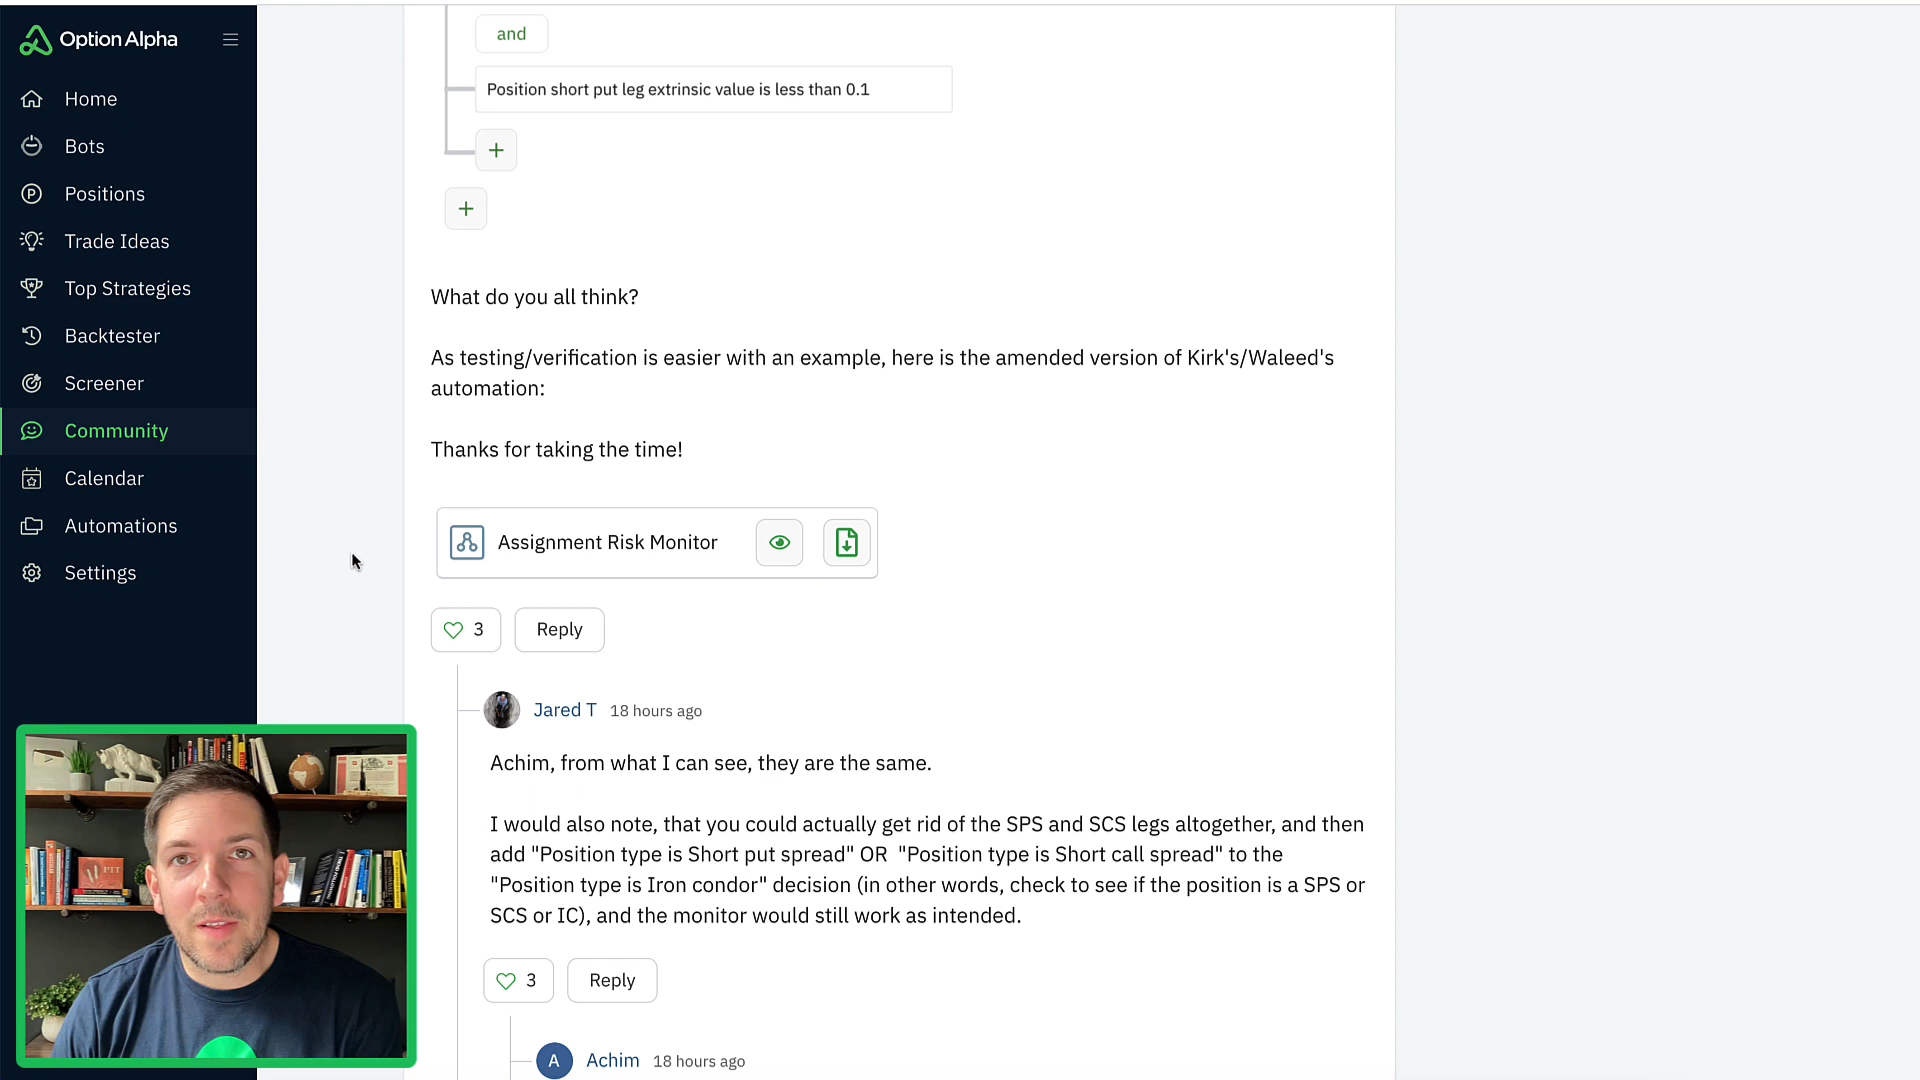 Option Alpha
Home
Bots
Positions
Trade Ideas
Top Strategies
Backtester
Screener
Community
Calendar
Automations
Settings
and
Position short put leg extrinsic value is less than 0.1
What do you all think?
As testing/verification is easier with an example, here is the amended version of Kirk's/Waleed's
automation:
Thanks for taking the time!
Assignment Risk Monitor
3
Reply
Jared T 18 hours ago
Achim, from what I can see, they are the same.
I would also note, that you could actually get rid of the SPS and SCS legs altogether, and then
add "Position type is Short put spread" OR "Position type is Short call spread" to the
"Position type is Iron condor" decision (in other words, check to see if the position is a SPS or
SCS or IC), and the monitor would still work as intended.
3
Reply
A
Achim 18 hours ago
PIT